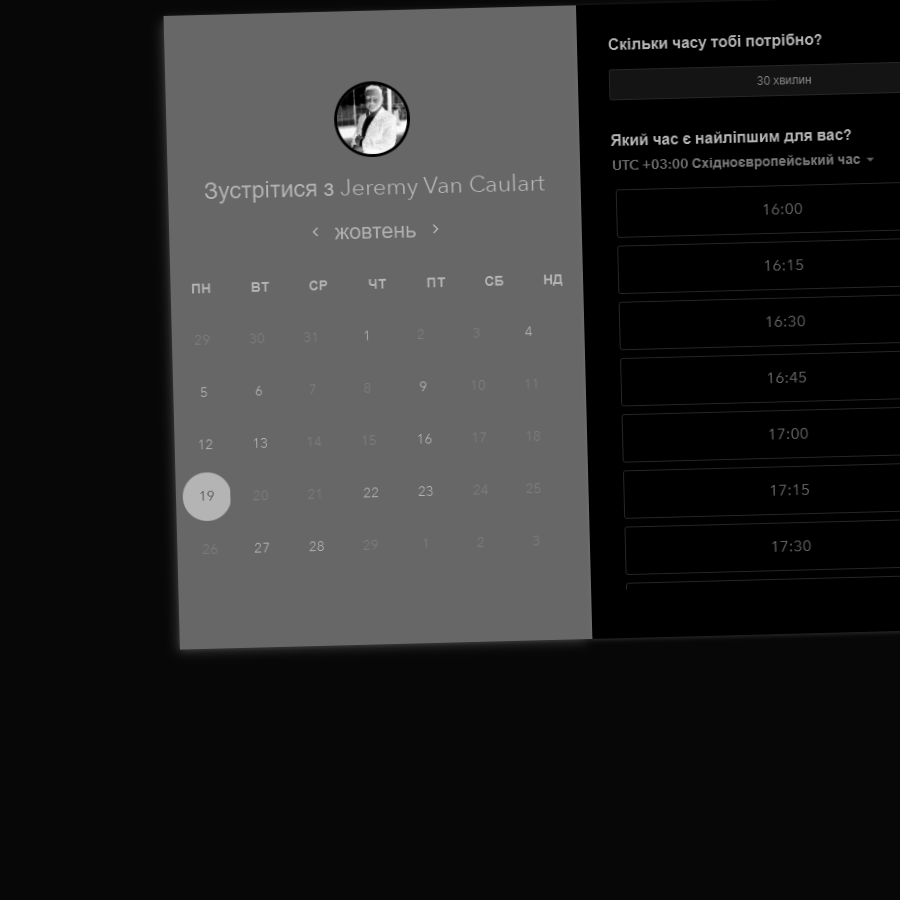 Зустрітися з Jeremy Van Caulart
‹ жовтень ›
ПН ВТ СР ЧТ ПТ СБ НД
29 30 31 1 2 3 4
5 6 7 8 9 10 11
12 13 14 15 16 17 18
19 20 21 22 23 24 25
26 27 28 29 1 2 3
Скільки часу тобі потрібно?
30 хвилин
Який час є найліпшим для вас?
UTC +03:00 Східноєвропейський час
16:00
16:15
16:30
16:45
17:00
17:15
17:30